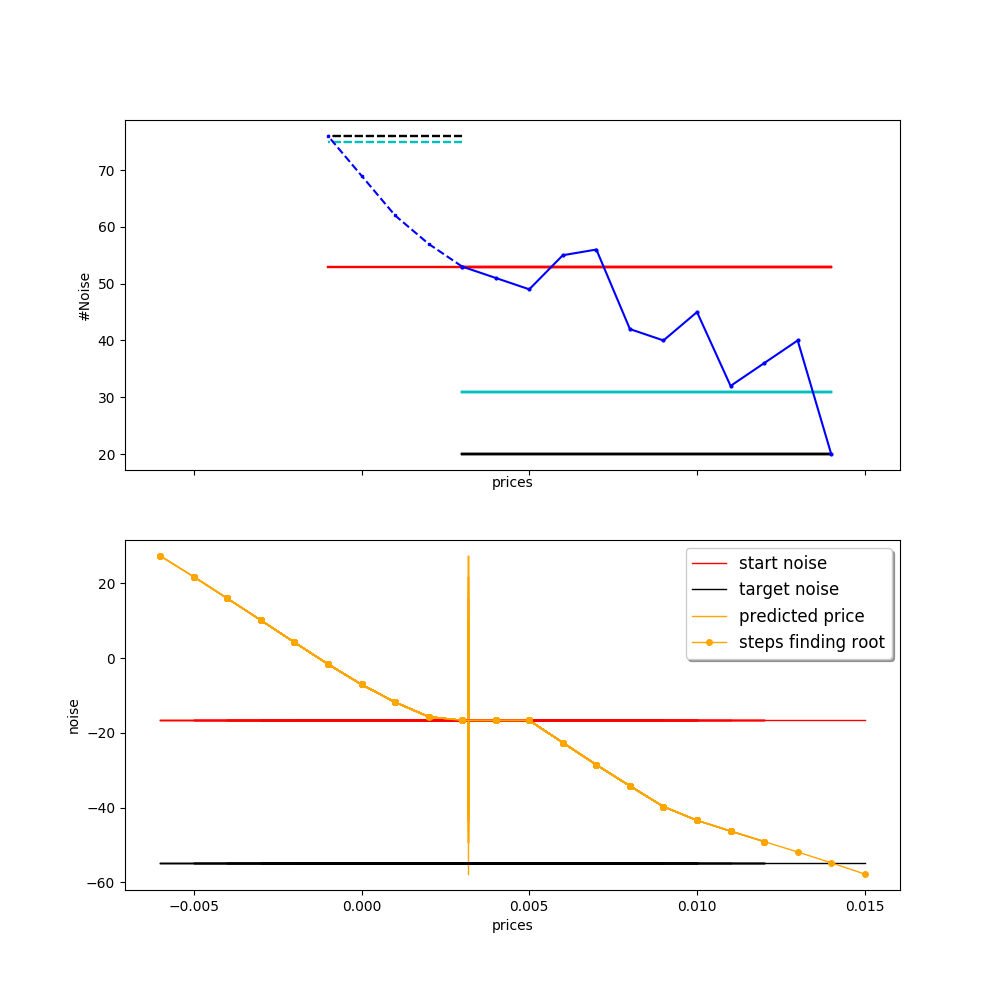 70
60
50
40
30
20
#Noise
prices
20
0
−20
−40
−60
noise
start noise
target noise
predicted price
steps finding root
−0.005 0.000 0.005 0.010 0.015
prices